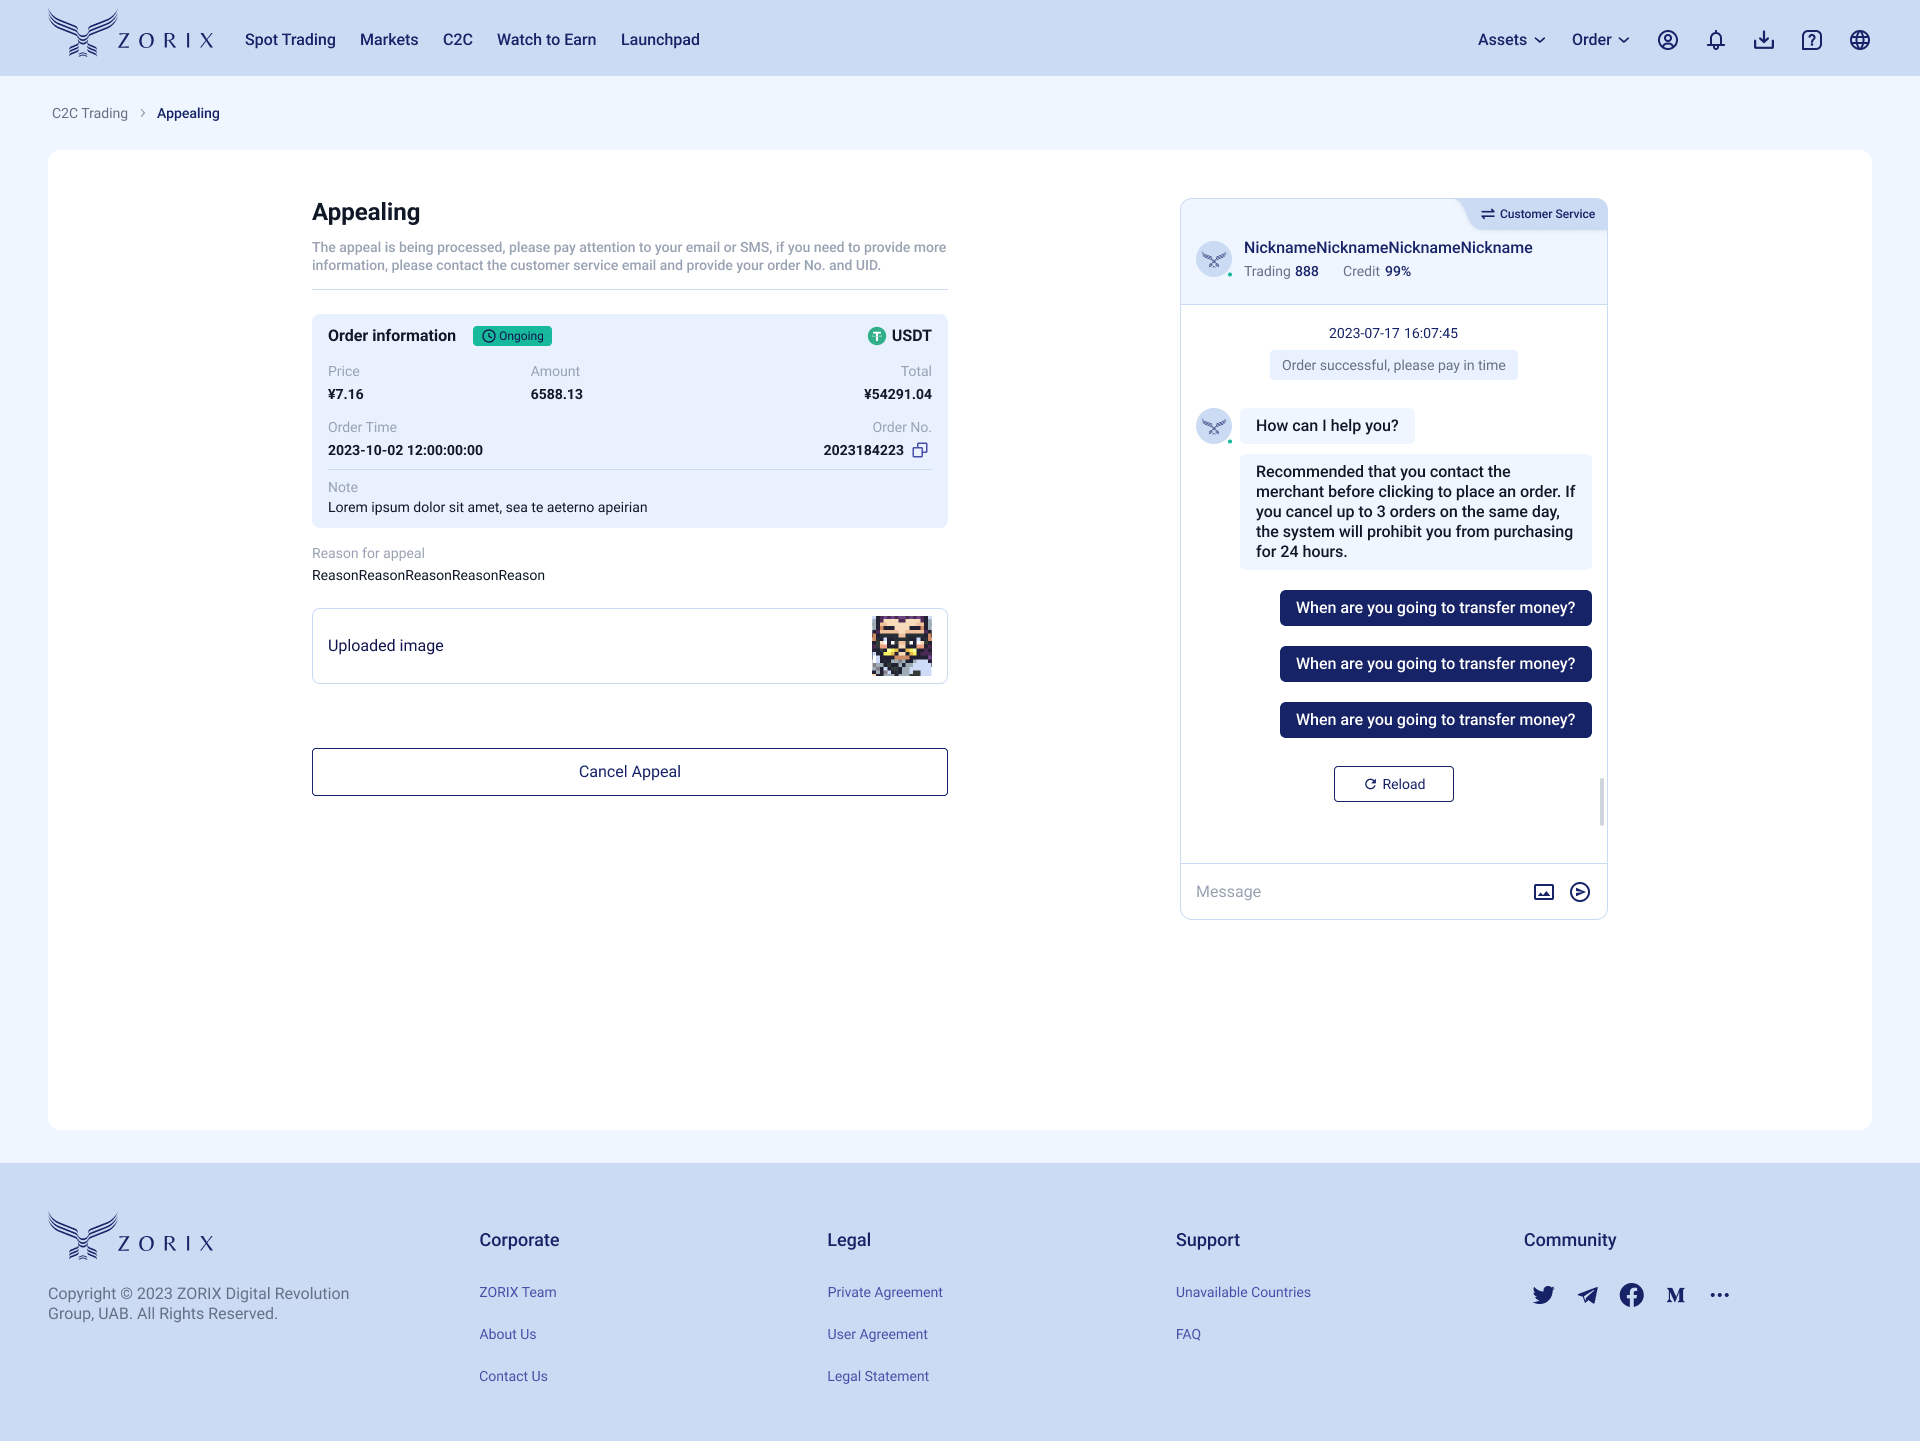 ZORIX
Spot Trading
Markets
C2C
Watch to Earn
Launchpad
Assets
Order
C2C Trading
Appealing
Appealing
The appeal is being processed, please pay attention to your email or SMS, if you need to provide more
information, please contact the customer service email and provide your order No. and UID.
Order information
Ongoing
USDT
Price
Amount
Total
¥7.16
6588.13
¥54291.04
Order Time
Order No.
2023-10-02 12:00:00:00
2023184223
Note
Lorem ipsum dolor sit amet, sea te aeterno apeirian
Reason for appeal
ReasonReasonReasonReasonReason
Uploaded image
Cancel Appeal
Customer Service
NicknameNicknameNicknameNickname
Trading 888
Credit 99%
2023-07-17 16:07:45
Order successful, please pay in time
How can I help you?
Recommended that you contact the
merchant before clicking to place an order. If
you cancel up to 3 orders on the same day,
the system will prohibit you from purchasing
for 24 hours.
When are you going to transfer money?
When are you going to transfer money?
When are you going to transfer money?
Reload
Message
ZORIX
Copyright © 2023 ZORIX Digital Revolution
Group, UAB. All Rights Reserved.
Corporate
ZORIX Team
About Us
Contact Us
Legal
Private Agreement
User Agreement
Legal Statement
Support
Unavailable Countries
FAQ
Community